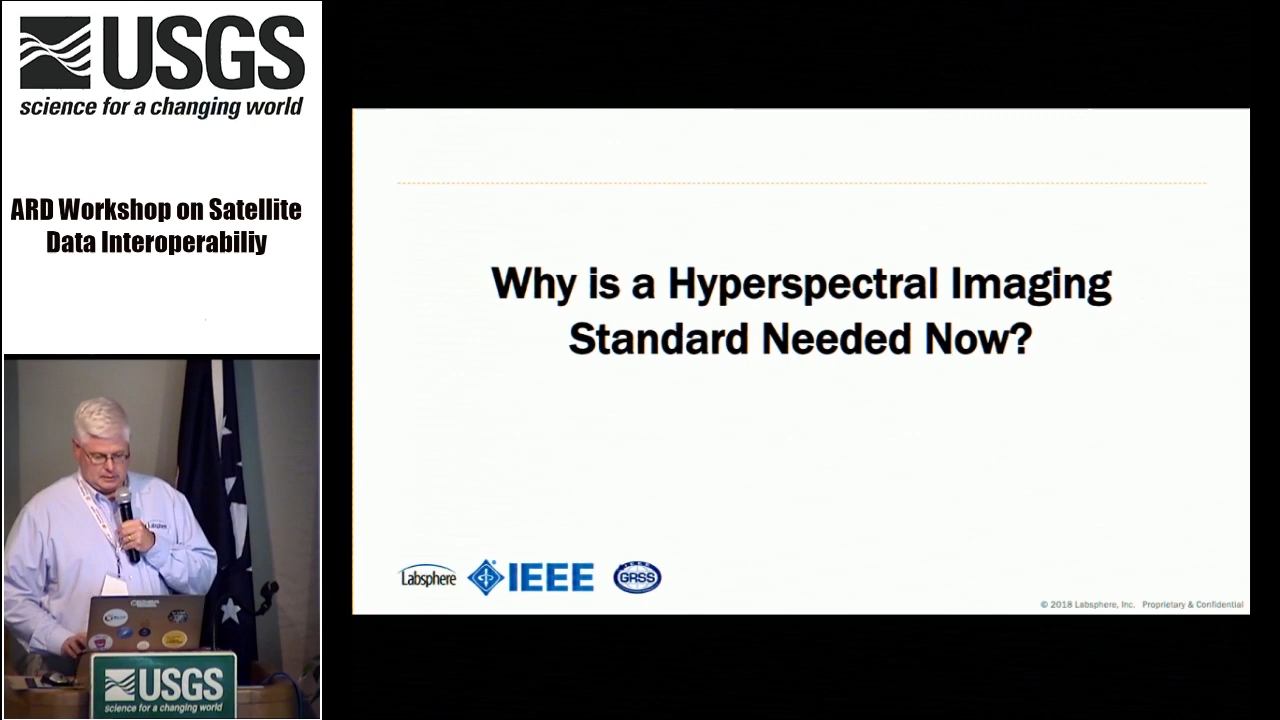 USGS
science for a changing world
ARD Workshop on Satellite
Data Interoperabiliy
Why is a Hyperspectral Imaging
Standard Needed Now?
Labsphere
IEEE
GRSS
© 2018 Labsphere, Inc. Proprietary & Confidential
USGS
science for a changing world